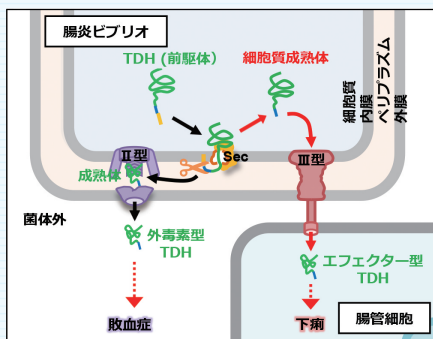 腸炎ビブリオ
TDH (前駆体)
細胞質成熟体
細胞質
内膜
ペリプラズム
外膜
Ⅱ型
Sec
Ⅲ型
成熟体
菌体外
外毒素型
TDH
エフェクター型
TDH
敗血症
下痢
腸管細胞